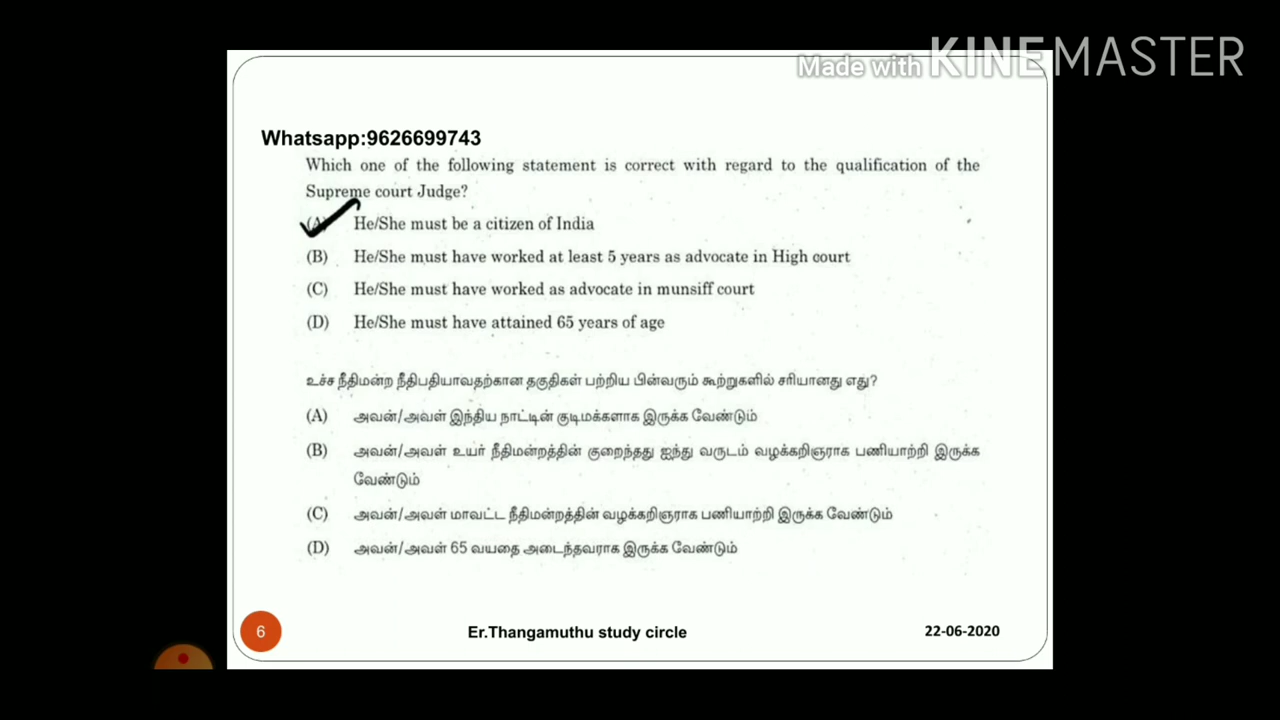 Made with KINEMASTER
Whatsapp:9626699743
Which one of the following statement is correct with regard to the qualification of the
Supreme court Judge?
(A) He/She must be a citizen of India
(B) He/She must have worked at least 5 years as advocate in High court
(C) He/She must have worked as advocate in munsiff court
(D) He/She must have attained 65 years of age
உச்ச நீதிமன்ற நீதிபதியாவதற்கான தகுதிகள் பற்றிய பின்வரும் கூற்றுகளில் சரியானது எது?
(A) அவன்/அவள் இந்திய நாட்டின் குடிமக்களாக இருக்க வேண்டும்
(B) அவன்/அவள் உயர் நீதிமன்றத்தின் குறைந்தது ஐந்து வருடம் வழக்கறிஞராக பணியாற்றி இருக்க
வேண்டும்
(C) அவன்/அவள் மாவட்ட நீதிமன்றத்தின் வழக்கறிஞராக பணியாற்றி இருக்க வேண்டும்
(D) அவன்/அவள் 65 வயதை அடைந்தவராக இருக்க வேண்டும்
6 Er.Thangamuthu study circle 22-06-2020